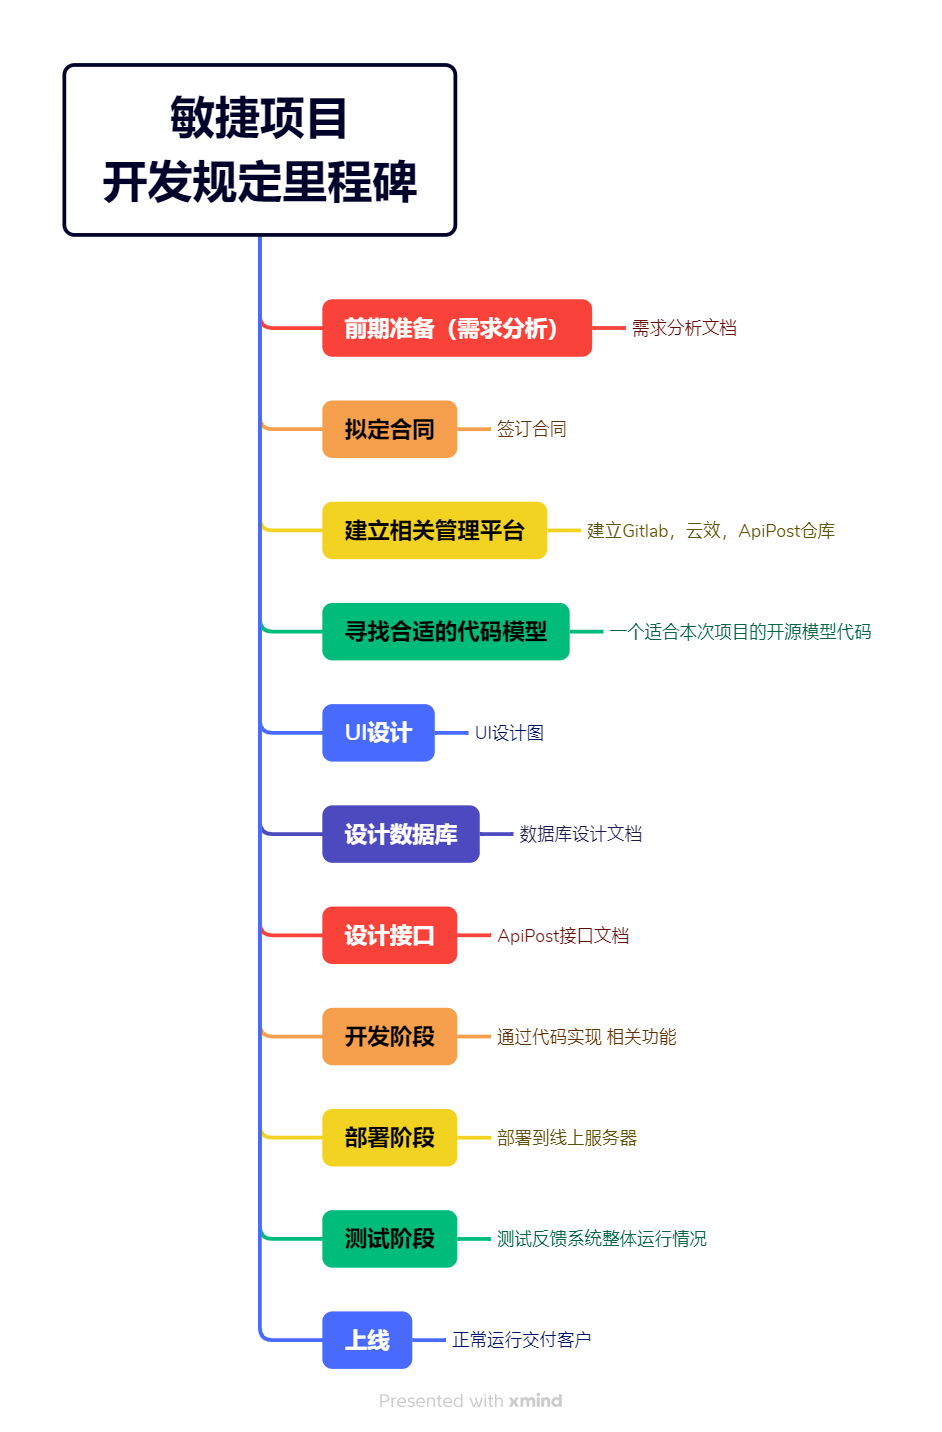 敏捷项目
开发规定里程碑
前期准备（需求分析）
需求分析文档
拟定合同
签订合同
建立相关管理平台
建立Gitlab，云效，ApiPost仓库
寻找合适的代码模型
一个适合本次项目的开源模型代码
UI设计
UI设计图
设计数据库
数据库设计文档
设计接口
ApiPost接口文档
开发阶段
通过代码实现 相关功能
部署阶段
部署到线上服务器
测试阶段
测试反馈系统整体运行情况
上线
正常运行交付客户
Presented with xmind